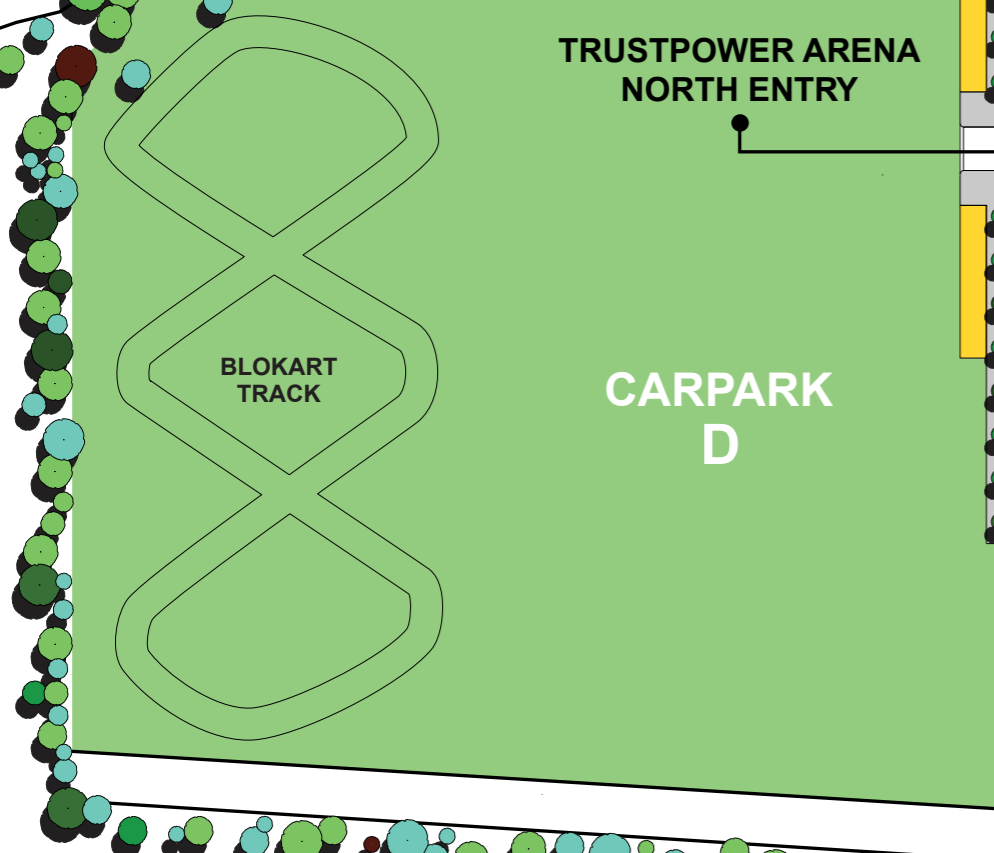 TRUSTPOWER ARENA
NORTH ENTRY
BLOKART
TRACK
CARPARK
D